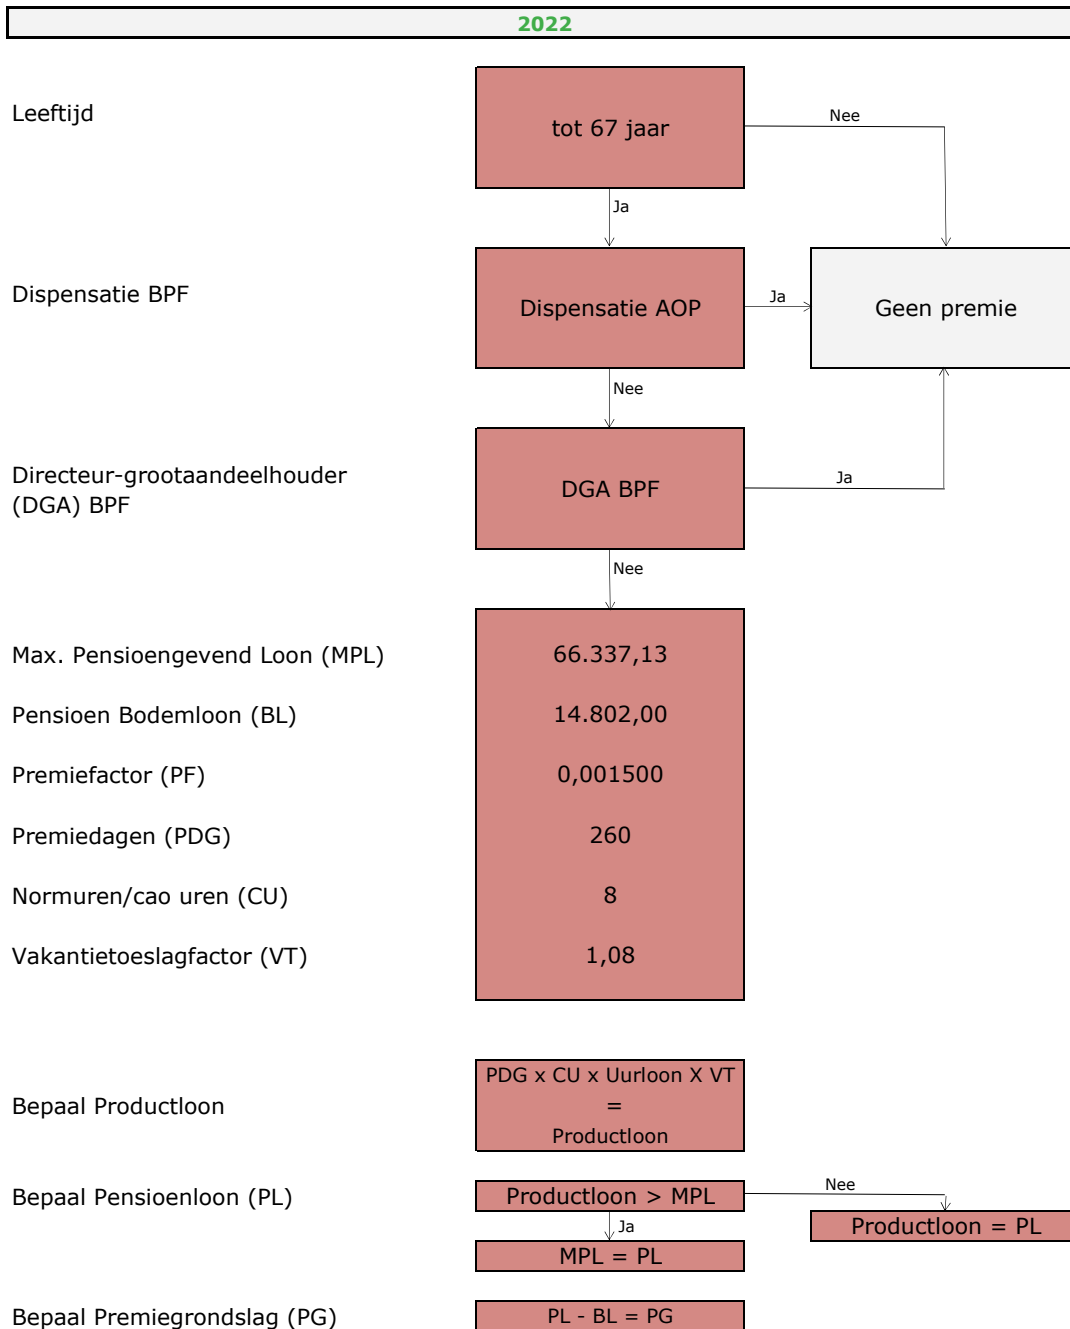 2022
Leeftijd
tot 67 jaar
Nee
Ja
Dispensatie BPF
Dispensatie AOP
Ja
Geen premie
Nee
Directeur-grootaandeelhouder
(DGA) BPF
DGA BPF
Ja
Nee
Max. Pensioengevend Loon (MPL)
66.337,13
Pensioen Bodemloon (BL)
14.802,00
Premiefactor (PF)
0,001500
Premiedagen (PDG)
260
Normuren/cao uren (CU)
8
Vakantietoeslagfactor (VT)
1,08
Bepaal Productloon
PDG x CU x Uurloon X VT
=
Productloon
Bepaal Pensioenloon (PL)
Productloon > MPL
Nee
Productloon = PL
Ja
MPL = PL
Bepaal Premiegrondslag (PG)
PL - BL = PG